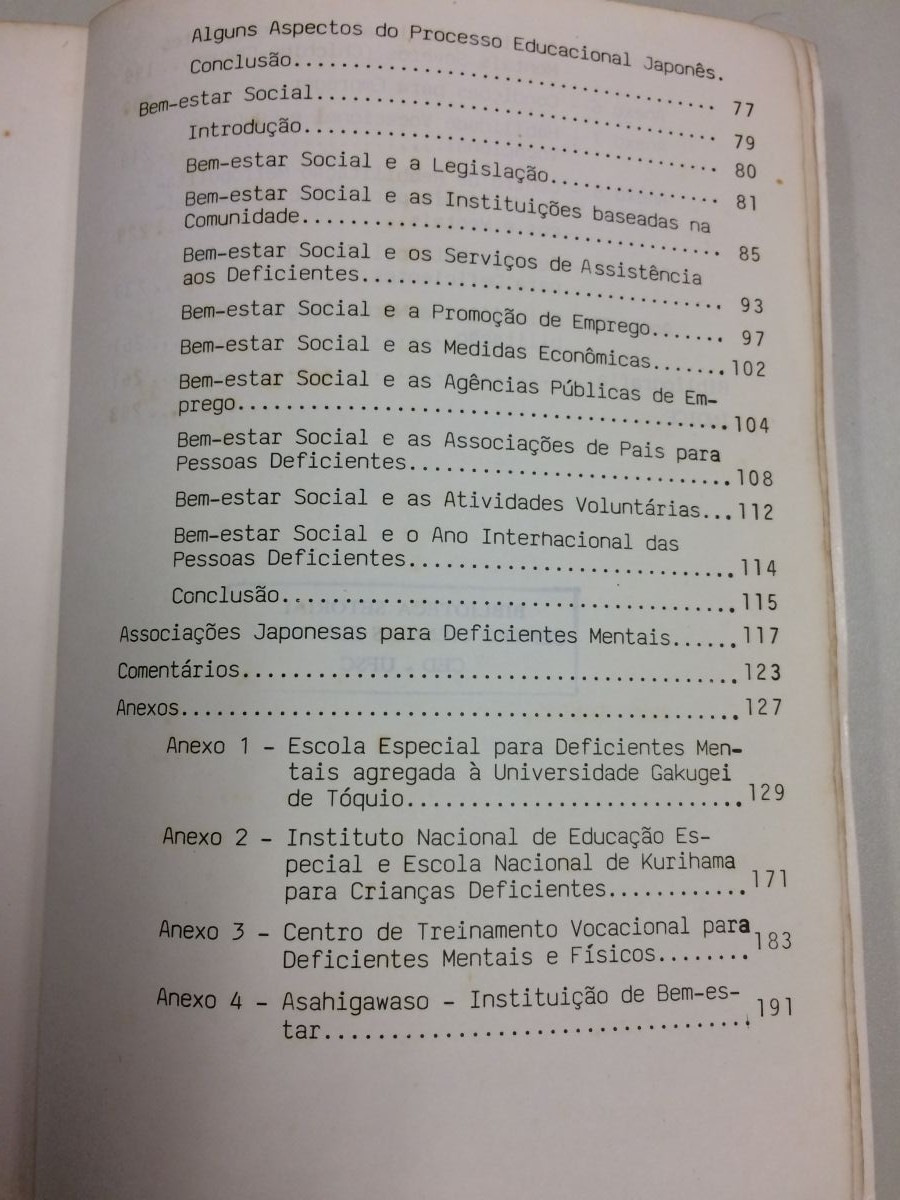 Alguns Aspectos do Processo Educacional Japonês.
Conclusão.................................................. 77
Bem-estar Social.................................................. 79
Introdução.................................................. 80
Bem-estar Social e a Legislação.................. 81
Bem-estar Social e as Instituições baseadas na
Comunidade.................................................. 85
Bem-estar Social e os Serviços de Assistência
aos Deficientes.................................... 93
Bem-estar Social e a Promoção de Emprego....... 97
Bem-estar Social e as Medidas Econômicas.......102
Bem-estar Social e as Agências Públicas de Em-
prego..................................................104
Bem-estar Social e as Associações de Pais para
Pessoas Deficientes...............................108
Bem-estar Social e as Atividades Voluntárias...112
Bem-estar Social e o Ano Interhacional das
Pessoas Deficientes...............................114
Conclusão..........................................115
Associações Japonesas para Deficientes Mentais......117
Comentários..............................................123
Anexos....................................................127
Anexo 1 - Escola Especial para Deficientes Men-
tais agregada à Universidade Gakugei
de Tóquio...............................129
Anexo 2 - Instituto Nacional de Educação Es-
pecial e Escola Nacional de Kurihama
para Crianças Deficientes............171
Anexo 3 - Centro de Treinamento Vocacional para
Deficientes Mentais e Físicos........183
Anexo 4 - Asahigawaso - Instituição de Bem-es-
tar......................................191